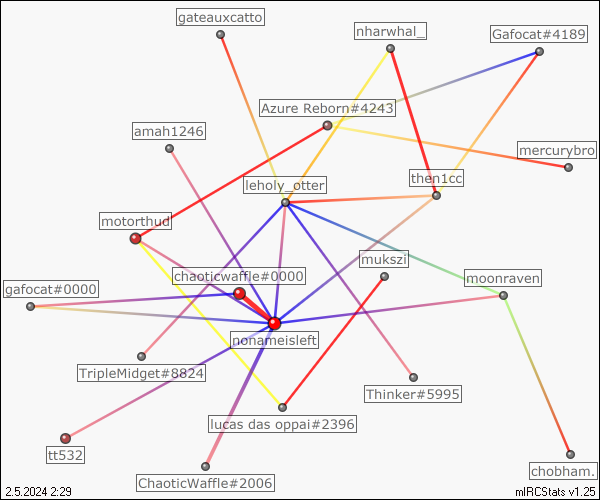 gateauxcatto
nharwhal_
Gafocat#4189
Azure Reborn#4243
amah1246
mercurybro
then1cc
leholy_otter
motorthud
mukszi
chaoticwaffle#0000
moonraven
gafocat#0000
nonameisleft
TripleMidget#8824
Thinker#5995
lucas das oppai#2396
tt532
chobham.
ChaoticWaffle#2006
2.5.2024 2:29
mIRCStats v1.25